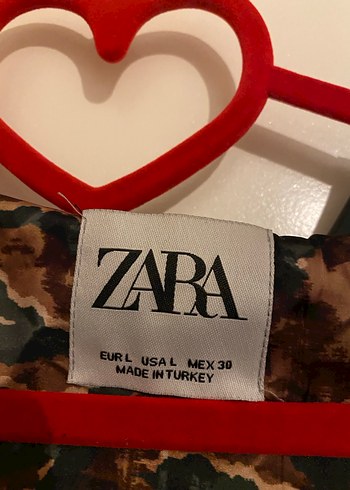 ZARA
EUR L USA L MEX 30
MADE IN TURKEY